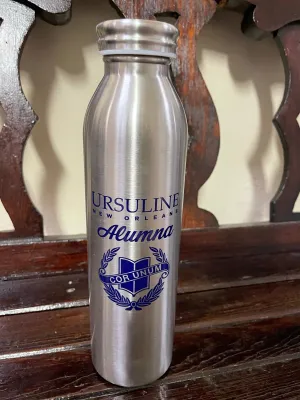 URSULINE
NEW ORLEANS
Alumna
COR UNUM